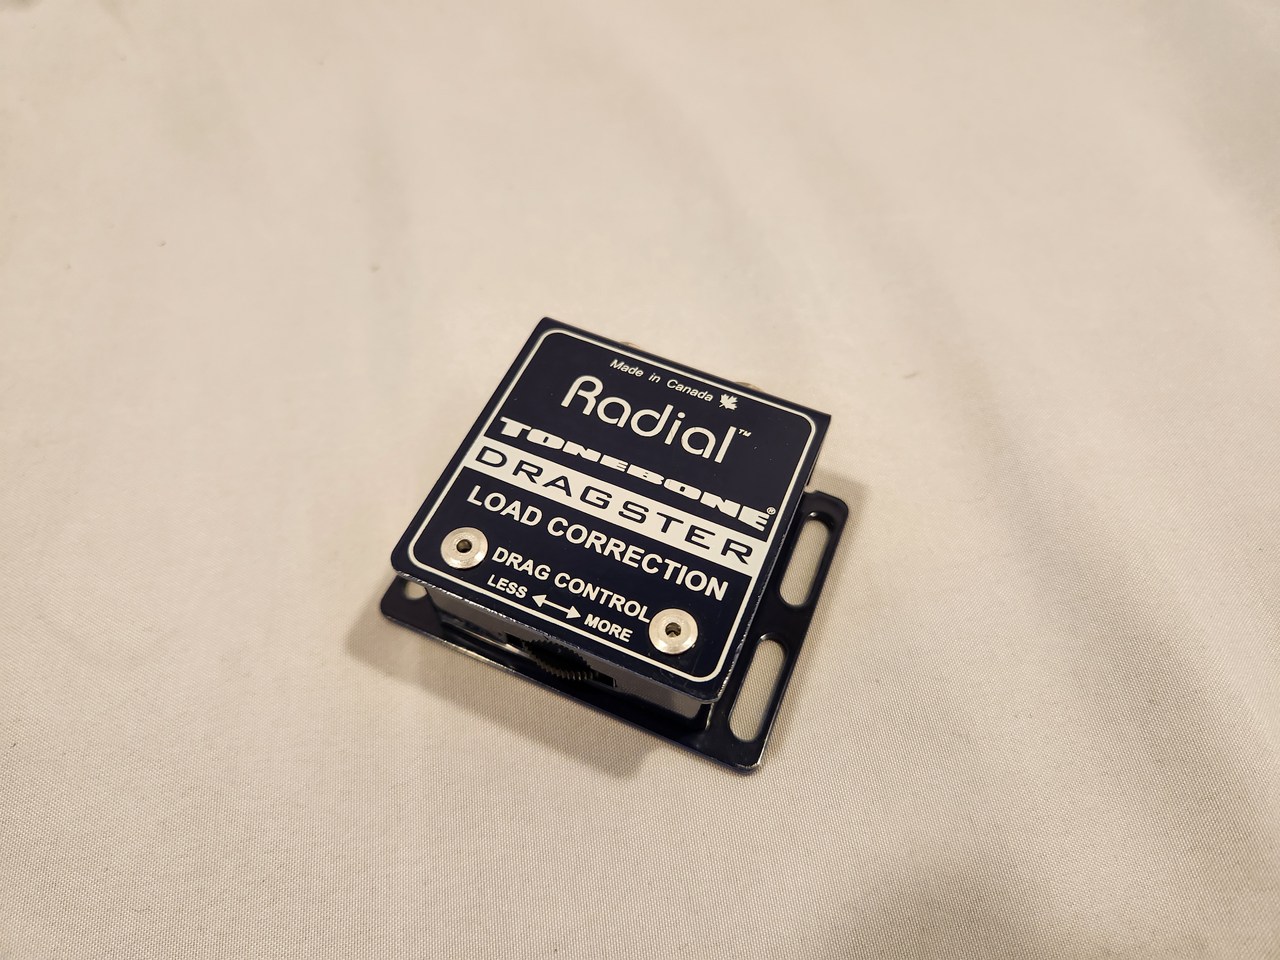 Made in Canada
Radial™
TONEBONE®
DRAGSTER
LOAD CORRECTION
DRAG CONTROL
LESS ↔ MORE